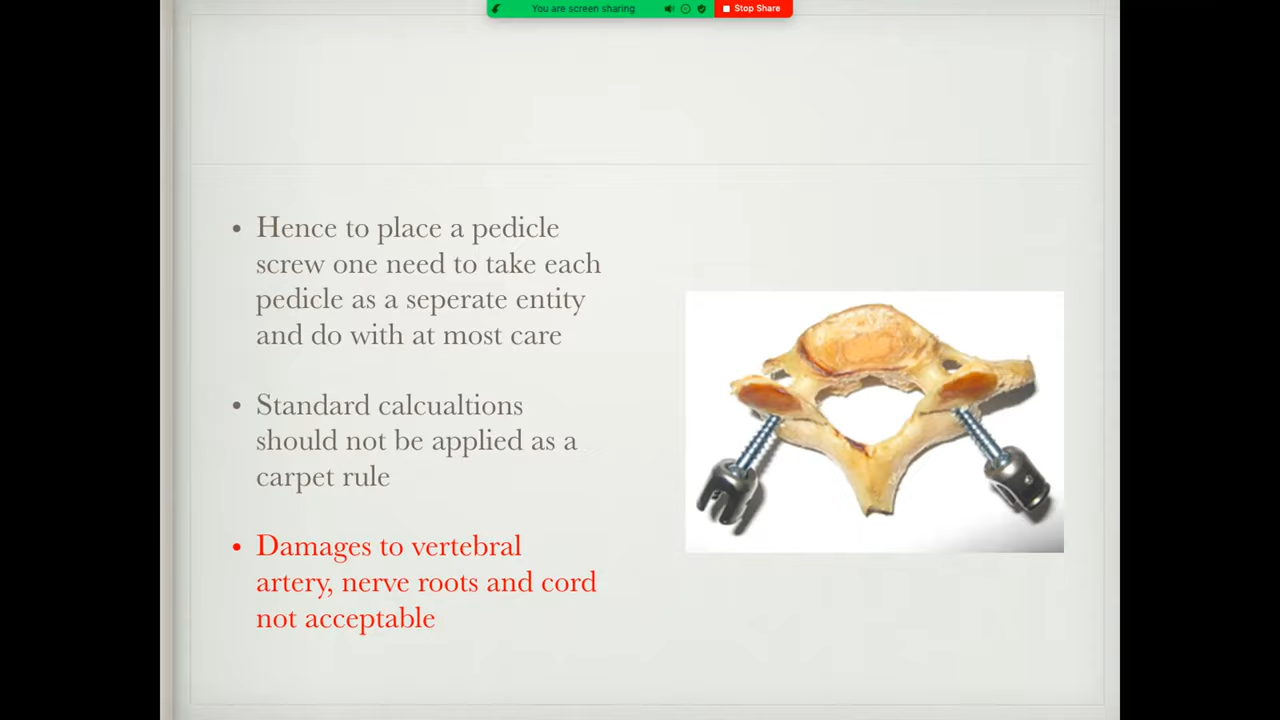 You are screen sharing
Stop Share
• Hence to place a pedicle
screw one need to take each
pedicle as a seperate entity
and do with at most care
• Standard calcualtions
should not be applied as a
carpet rule
• Damages to vertebral
artery, nerve roots and cord
not acceptable